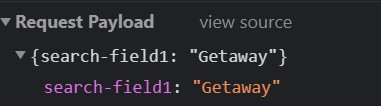 Request Payload view source
{search-field1: "Getaway"}
search-field1: "Getaway"